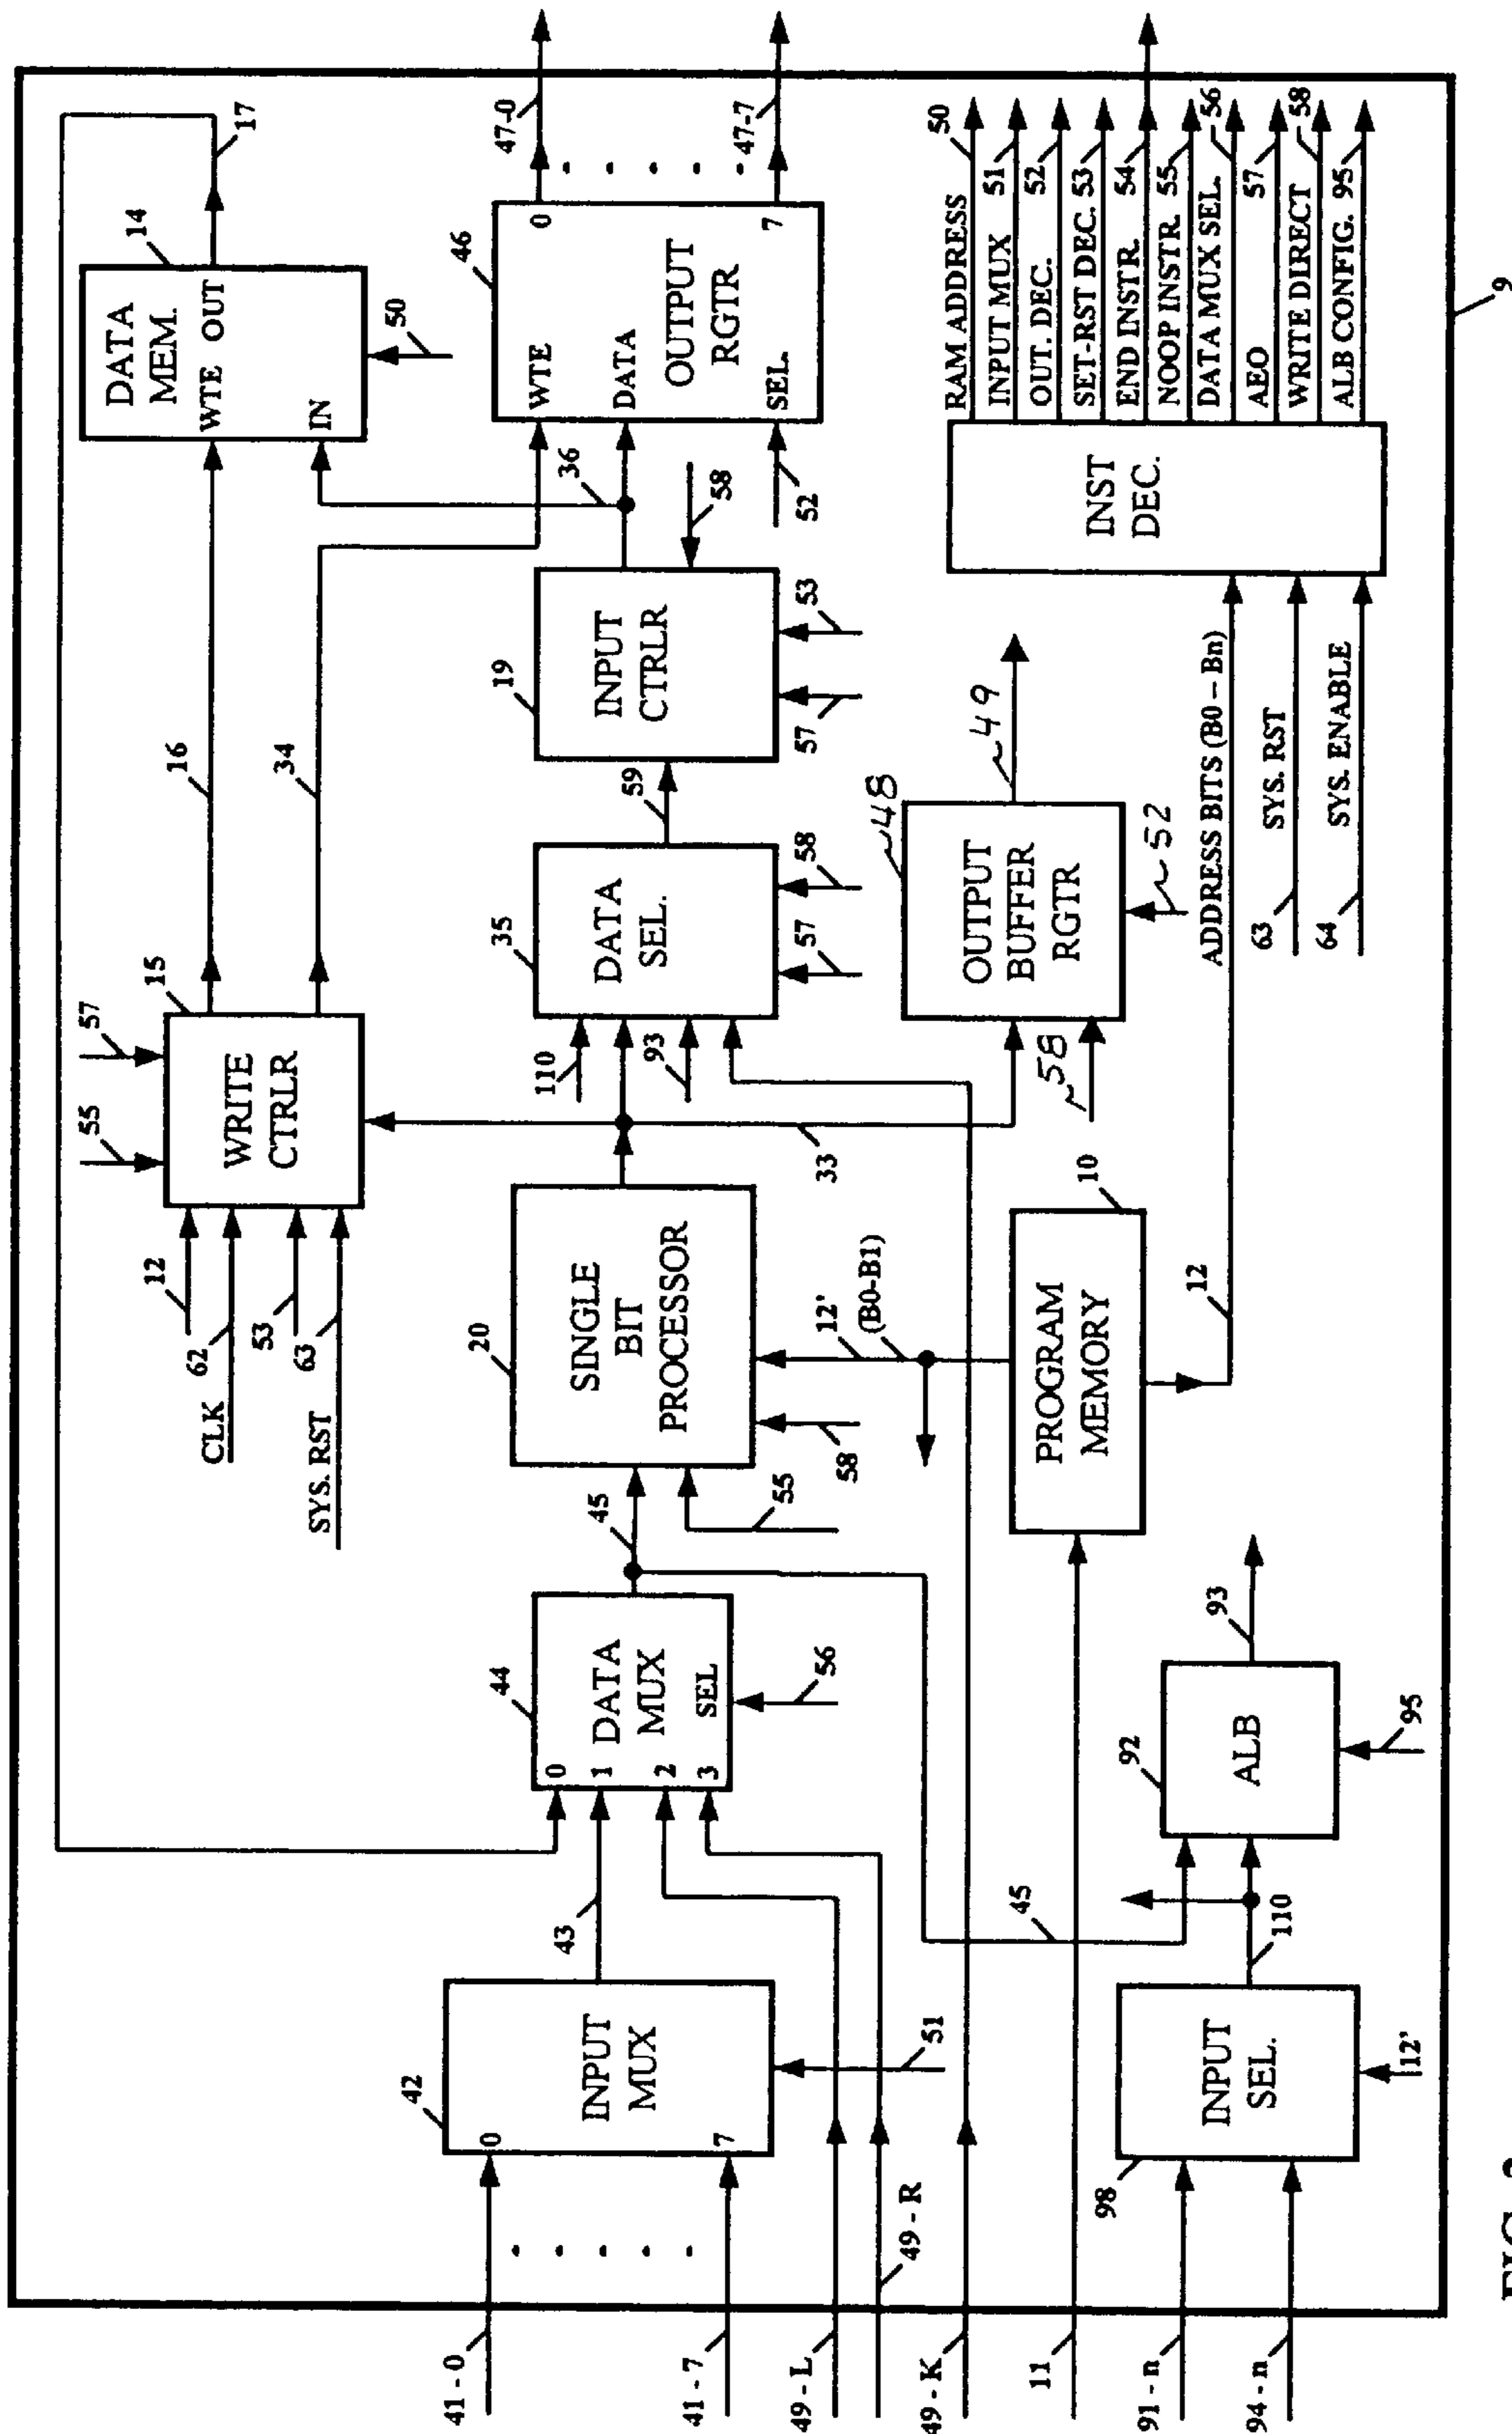 41 - 0
41 - 7
49 - L
49 - R
49 - K
11
91 - n
94 - n
42
0
7
INPUT
MUX
51
43
98
INPUT
SEL.
12'
110
45
44
0
1
2
3
DATA
MUX
SEL
56
45
92
ALB
95
93
CLK
62
SYS. RST
63
12
53
55
57
15
WRITE
CTRLR
16
34
20
SINGLE
BIT
PROCESSOR
55
58
12'
(B0-B1)
33
10
PROGRAM
MEMORY
12
110
93
35
DATA
SEL.
57
58
59
48
OUTPUT
BUFFER
RGTR
58
52
49
ADDRESS BITS (B0 – Bn)
63
SYS. RST
64
SYS. ENABLE
19
INPUT
CTRLR
57
53
58
36
14
DATA
MEM.
WTE OUT
IN
50
17
46
WTE
DATA
SEL.
OUTPUT
RGTR
0
7
52
47-0
47-7
INST
DEC.
RAM ADDRESS 50
INPUT MUX 51
OUT. DEC. 52
SET-RST DEC. 53
END INSTR. 54
NOOP INSTR. 55
DATA MUX SEL. 56
AEO 57
WRITE DIRECT 58
ALB CONFIG. 95
9